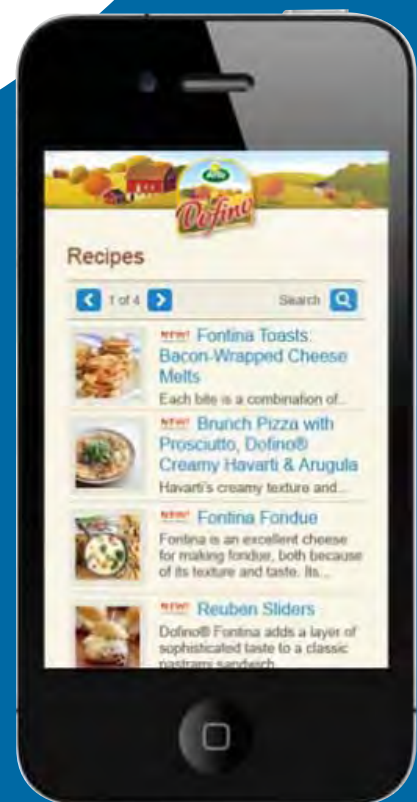 Arla
Dofino
Recipes
1 of 4
Search
NEW! Fontina Toasts:
Bacon-Wrapped Cheese
Melts
Each bite is a combination of...
NEW! Brunch Pizza with
Prosciutto, Dofino®
Creamy Havarti & Arugula
Havarti's creamy texture and...
NEW! Fontina Fondue
Fontina is an excellent cheese
for making fondue, both because
of its texture and taste. Its...
NEW! Reuben Sliders
Dofino® Fontina adds a layer of
sophisticated taste to a classic
pastrami sandwich